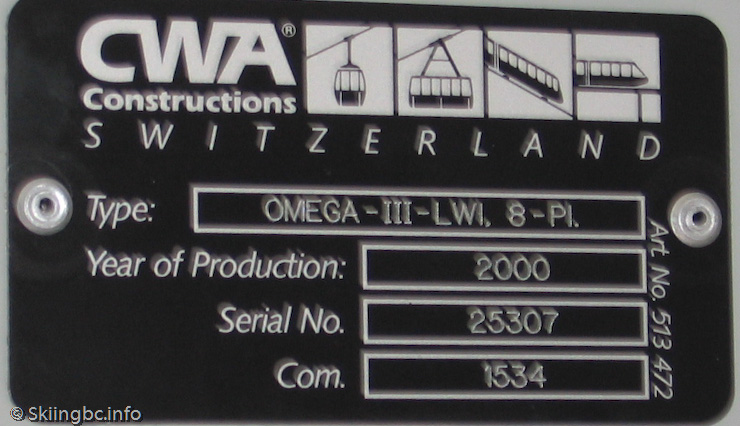 CWA®
Constructions
SWITZERLAND
Type: OMEGA-III-LWI, 8-PI.
Year of Production: 2000
Serial No. 25307
Com. 1534
Art No. 513 472
© Skiingbc.info